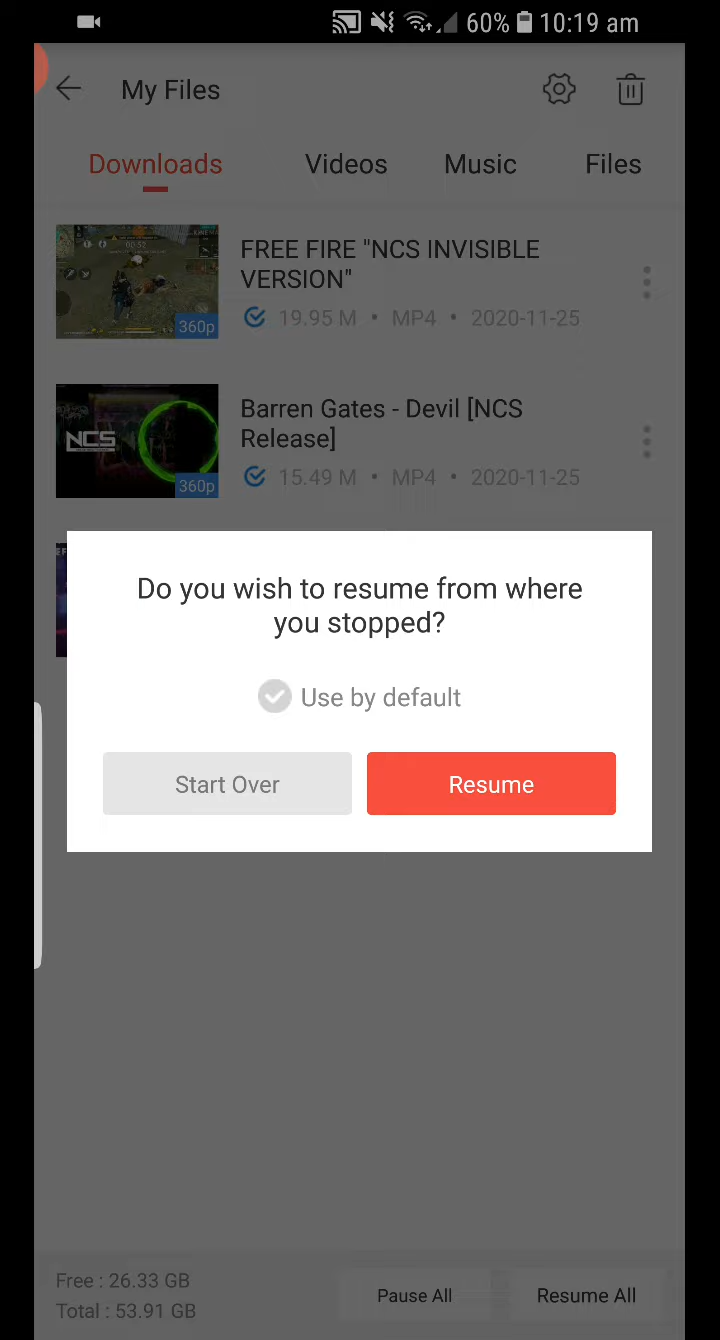 60% 10:19 am
My Files
Downloads Videos Music Files
00:52
FREE FIRE "NCS INVISIBLE
VERSION"
360p
19.95 M • MP4 • 2020-11-25
Barren Gates - Devil [NCS
Release]
NCS
360p
15.49 M • MP4 • 2020-11-25
Do you wish to resume from where
you stopped?
Use by default
Start Over Resume
Free : 26.33 GB
Total : 53.91 GB
Pause All Resume All